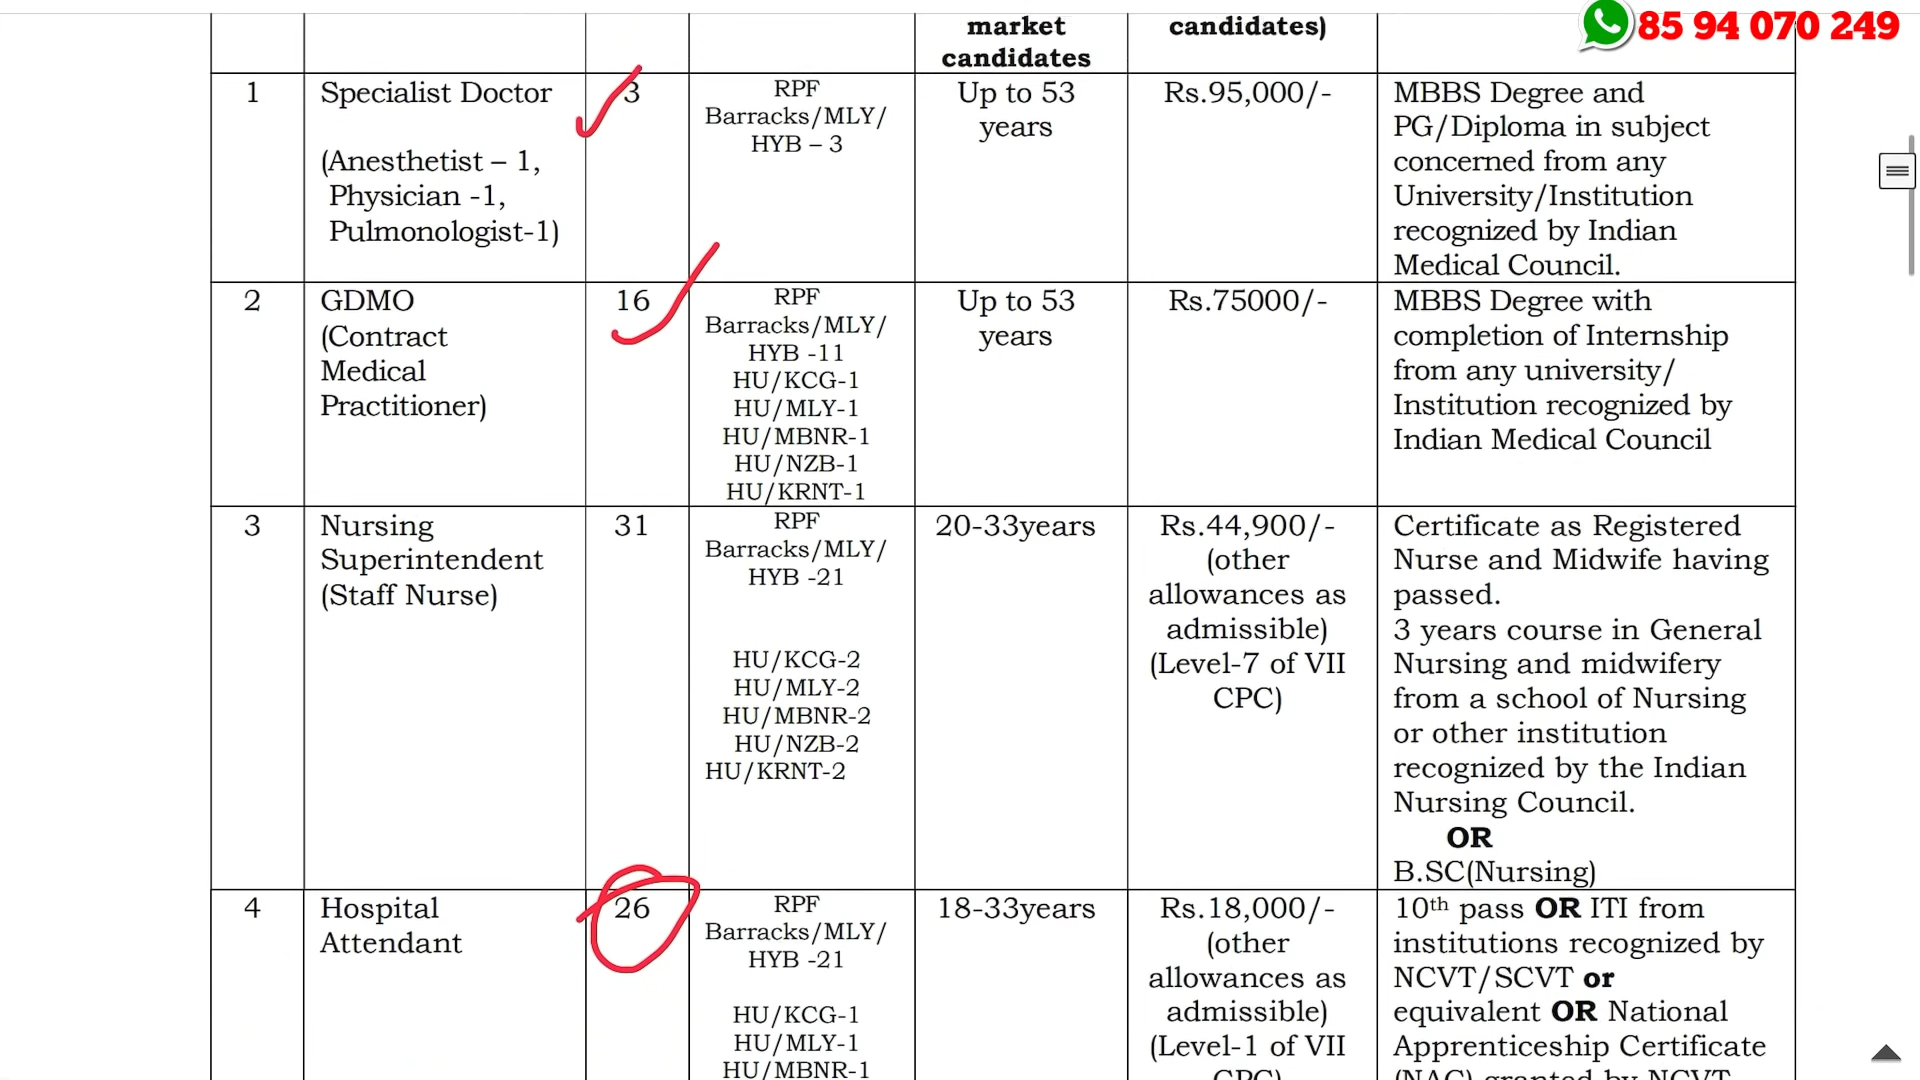 market
candidates
candidates)
85 94 070 249
1
Specialist Doctor
(Anesthetist – 1,
Physician -1,
Pulmonologist-1)
3
RPF
Barracks/MLY/
HYB – 3
Up to 53
years
Rs.95,000/-
MBBS Degree and
PG/Diploma in subject
concerned from any
University/Institution
recognized by Indian
Medical Council.
2
GDMO
(Contract
Medical
Practitioner)
16
RPF
Barracks/MLY/
HYB -11
HU/KCG-1
HU/MLY-1
HU/MBNR-1
HU/NZB-1
HU/KRNT-1
Up to 53
years
Rs.75000/-
MBBS Degree with
completion of Internship
from any university/
Institution recognized by
Indian Medical Council
3
Nursing
Superintendent
(Staff Nurse)
31
RPF
Barracks/MLY/
HYB -21
HU/KCG-2
HU/MLY-2
HU/MBNR-2
HU/NZB-2
HU/KRNT-2
20-33years
Rs.44,900/-
(other
allowances as
admissible)
(Level-7 of VII
CPC)
Certificate as Registered
Nurse and Midwife having
passed.
3 years course in General
Nursing and midwifery
from a school of Nursing
or other institution
recognized by the Indian
Nursing Council.
OR
B.SC(Nursing)
4
Hospital
Attendant
26
RPF
Barracks/MLY/
HYB -21
HU/KCG-1
HU/MLY-1
HU/MBNR-1
18-33years
Rs.18,000/-
(other
allowances as
admissible)
(Level-1 of VII
CPC)
10th pass OR ITI from
institutions recognized by
NCVT/SCVT or
equivalent OR National
Apprenticeship Certificate
(NAC) granted by NCVT